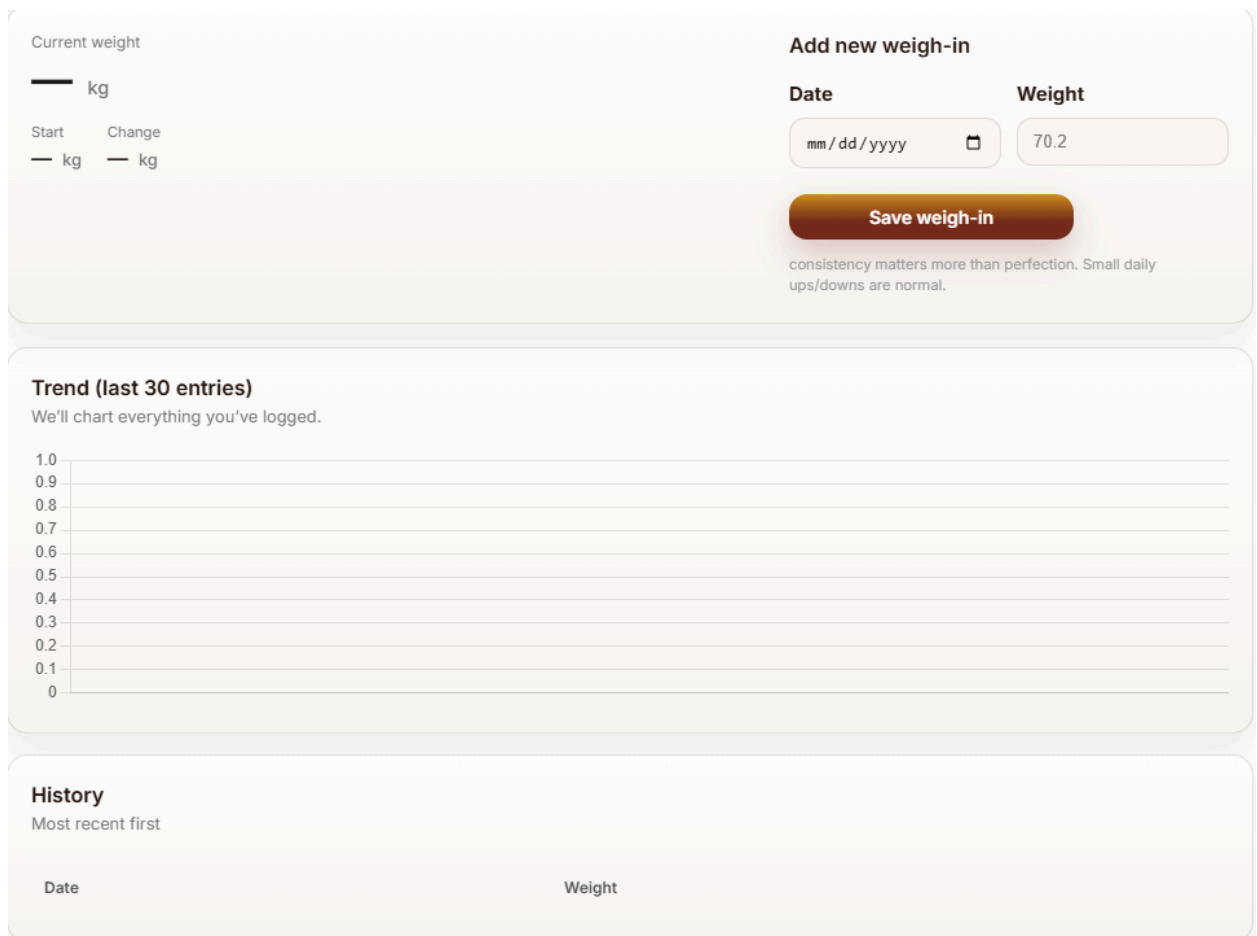 Current weight
— kg
Start Change
— kg — kg
Add new weigh-in
Date Weight
mm/dd/yyyy 70.2
Save weigh-in
consistency matters more than perfection. Small daily
ups/downs are normal.
Trend (last 30 entries)
We’ll chart everything you’ve logged.
1.0
0.9
0.8
0.7
0.6
0.5
0.4
0.3
0.2
0.1
0
History
Most recent first
Date Weight